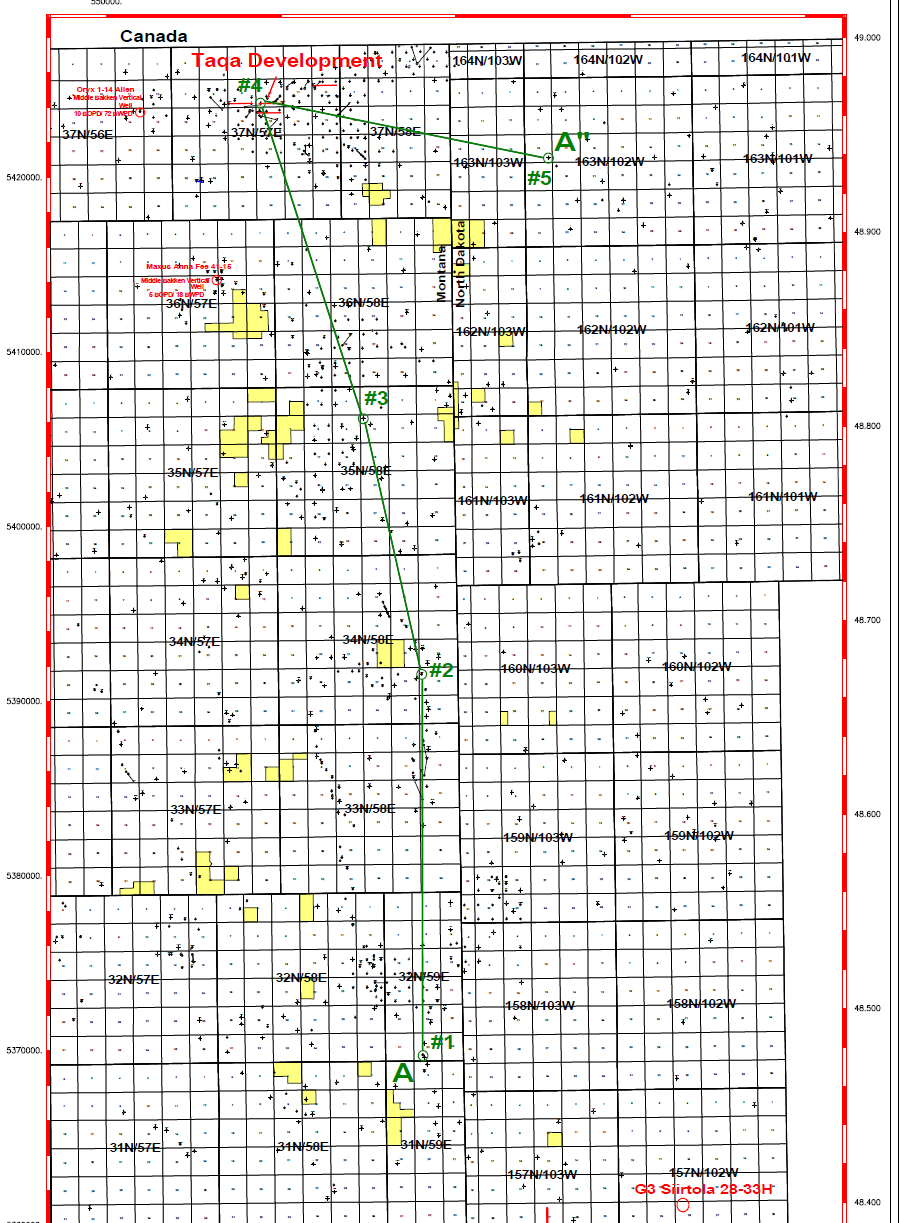 550000.
Canada
49.000
Taqa Development
164N/103W 164N/102W 164N/101W
#4
Oryx 1-14 Allen
Middle Bakken Vertical
Well
10 BOPD/ 72 BWPD
37N/56E 37N/57E 37N/58E
A"
163N/103W 163N/102W 163N/101W
#5
5420000.
48.900
Montana
North Dakota
Maxus Anna Fee 41-15
Middle Bakken Vertical
Well
36N/57E 36N/58E
162N/103W 162N/102W 162N/101W
5410000.
#3
48.800
35N/57E 35N/58E
161N/103W 161N/102W 161N/101W
5400000.
48.700
34N/57E 34N/58E
160N/103W 160N/102W
#2
5390000.
48.600
33N/57E 33N/58E
159N/103W 159N/102W
5380000.
32N/57E 32N/58E 32N/59E
158N/103W 158N/102W
48.500
5370000.
#1
A
31N/57E 31N/58E 31N/59E
157N/103W 157N/102W
G3 Siirtola 28-33H
48.400